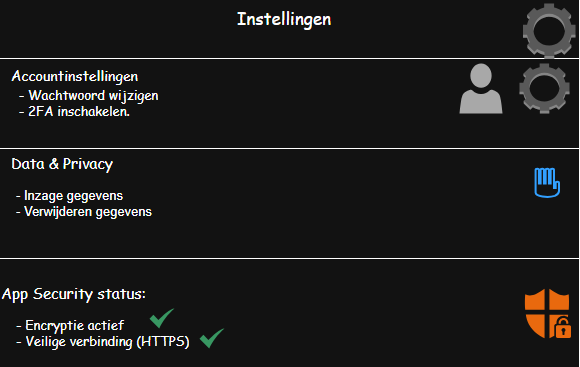 Instellingen
Accountinstellingen
- Wachtwoord wijzigen
- 2FA inschakelen.
Data & Privacy
- Inzage gegevens
- Verwijderen gegevens
App Security status:
- Encryptie actief
- Veilige verbinding (HTTPS)